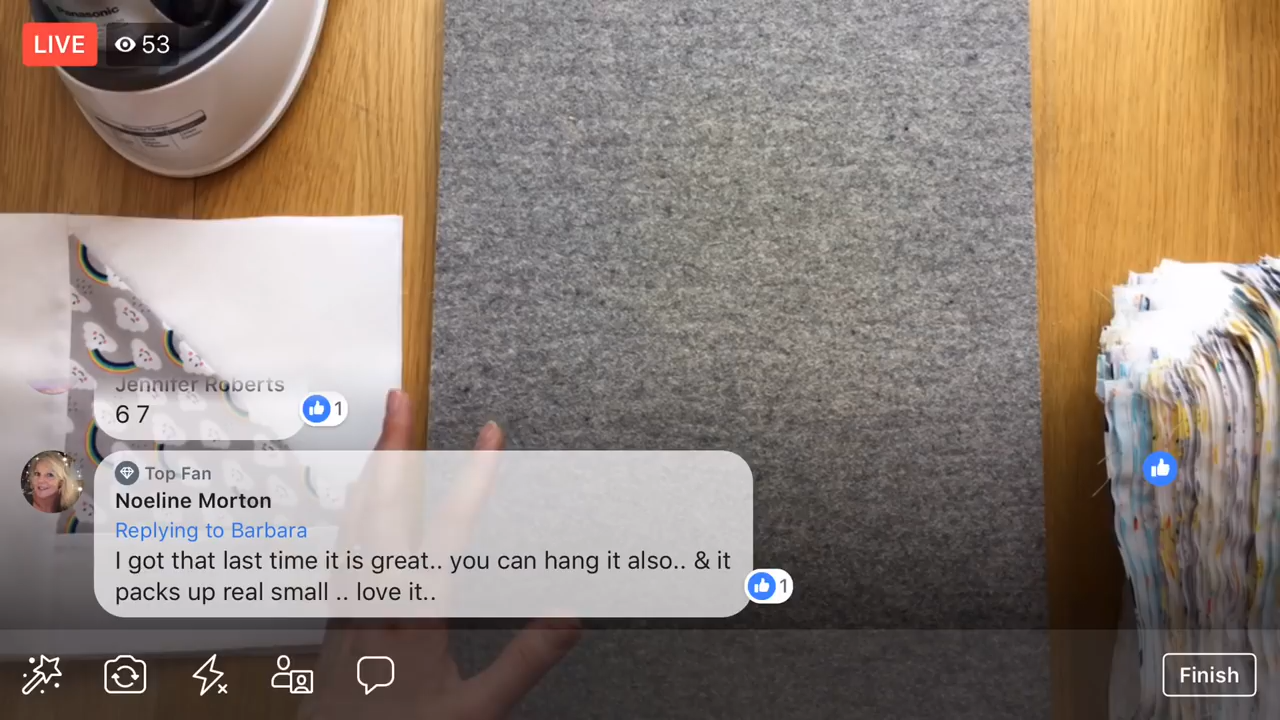 Panasonic
LIVE
53
Jennifer Roberts
6 7
1
Top Fan
Noeline Morton
Replying to Barbara
I got that last time it is great.. you can hang it also.. & it
packs up real small .. love it..
1
Finish